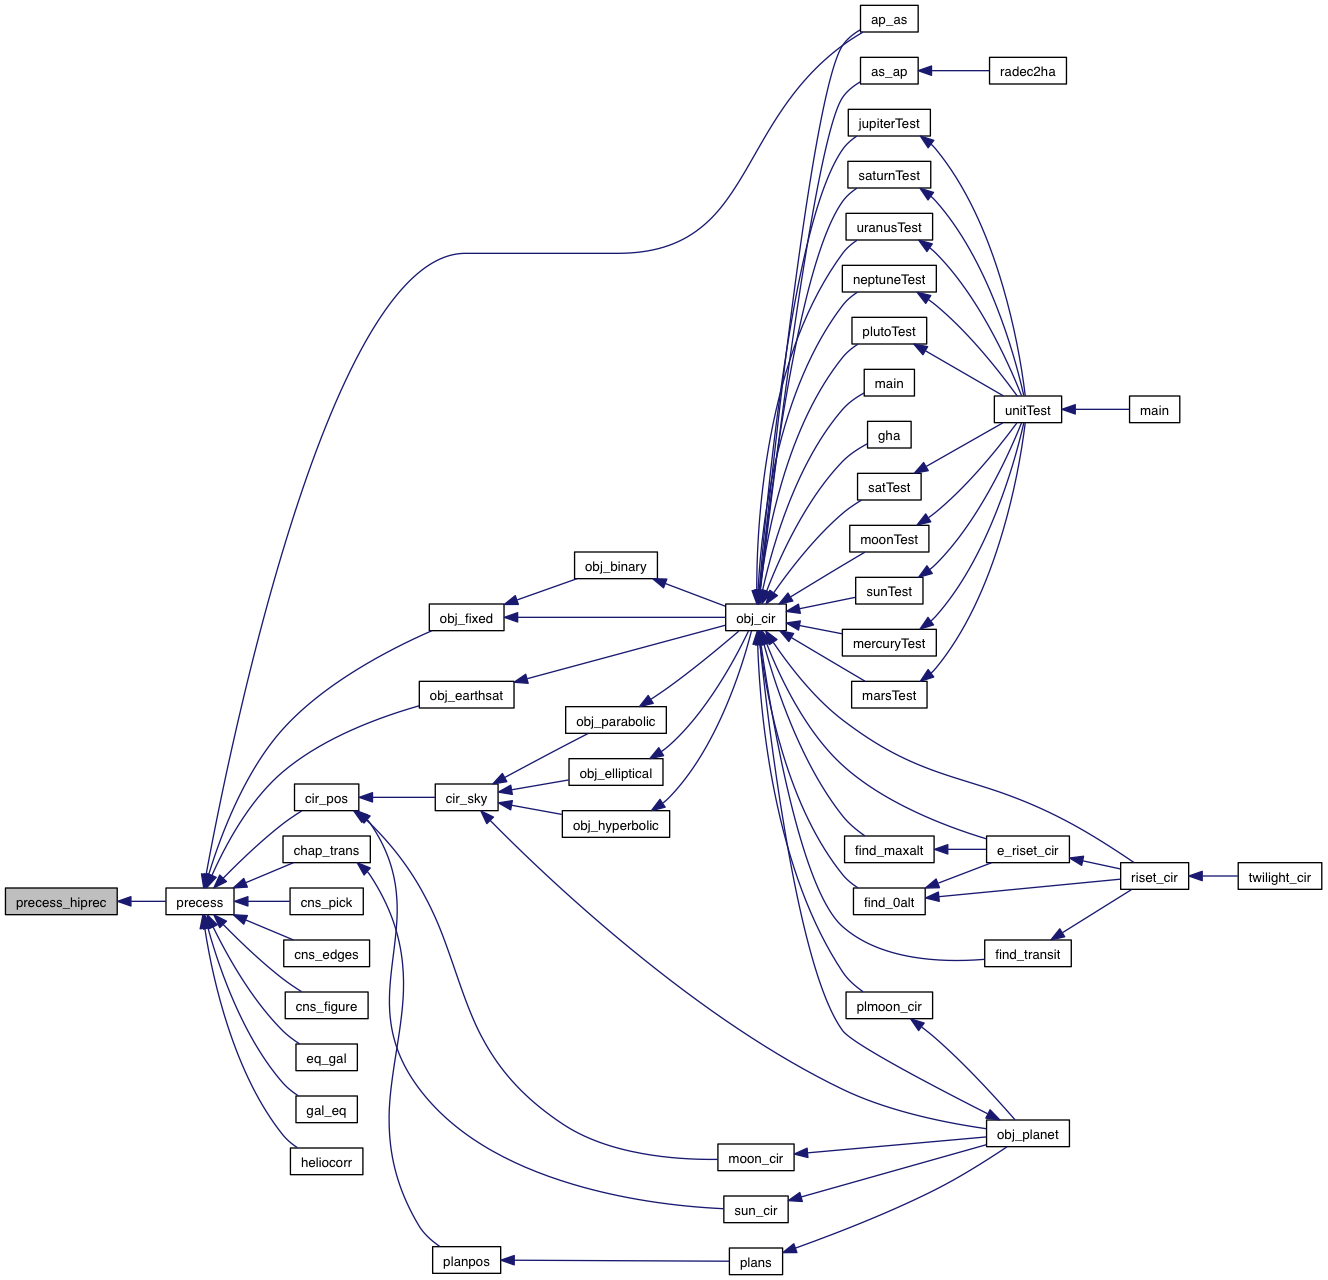 ap_as
as_ap
radec2ha
jupiterTest
saturnTest
uranusTest
neptuneTest
plutoTest
main
unitTest
main
gha
satTest
moonTest
obj_binary
sunTest
obj_fixed
obj_cir
mercuryTest
obj_earthsat
marsTest
obj_parabolic
obj_elliptical
cir_pos
cir_sky
obj_hyperbolic
chap_trans
find_maxalt
e_riset_cir
riset_cir
twilight_cir
precess_hiprec
precess
cns_pick
find_0alt
cns_edges
find_transit
cns_figure
plmoon_cir
eq_gal
gal_eq
obj_planet
heliocorr
moon_cir
sun_cir
planpos
plans